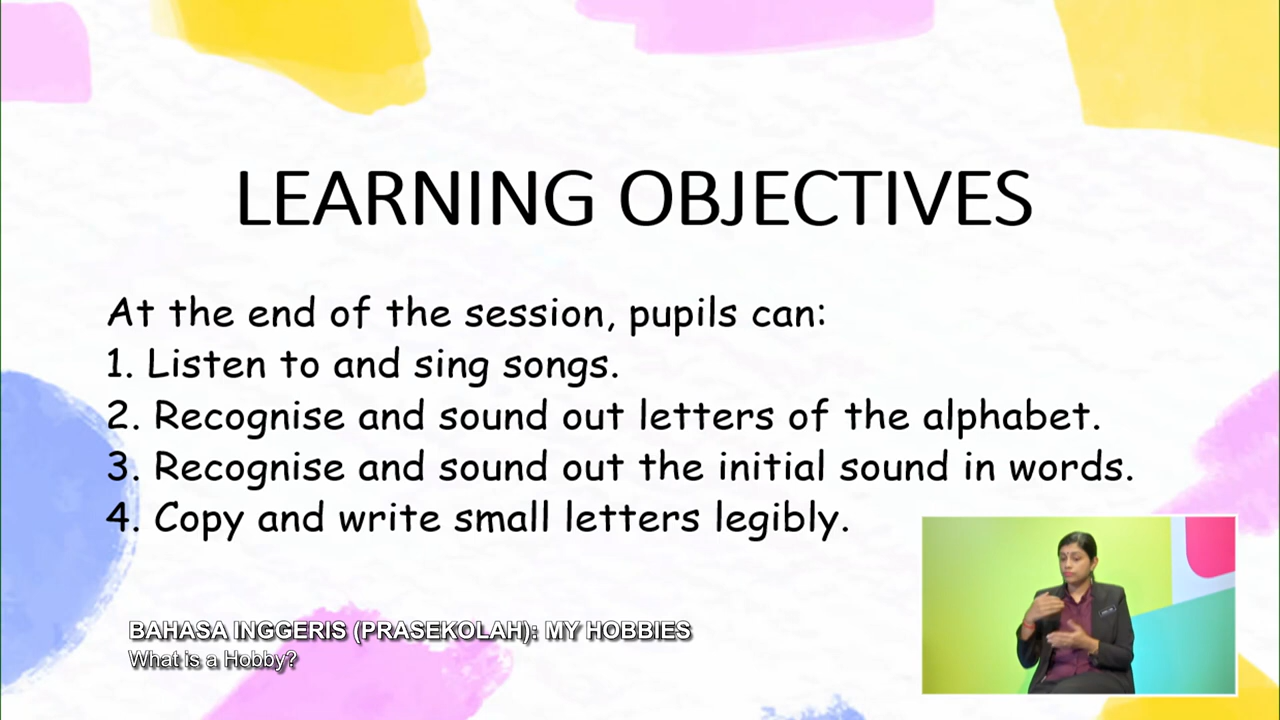 LEARNING OBJECTIVES
At the end of the session, pupils can:
1. Listen to and sing songs.
2. Recognise and sound out letters of the alphabet.
3. Recognise and sound out the initial sound in words.
4. Copy and write small letters legibly.
BAHASA INGGERIS (PRASEKOLAH): MY HOBBIES
What is a Hobby?